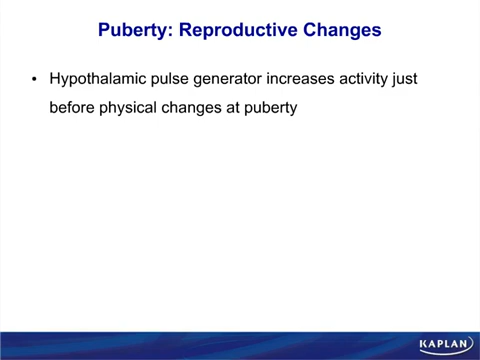 Puberty: Reproductive Changes
• Hypothalamic pulse generator increases activity just
before physical changes at puberty
KAPLAN